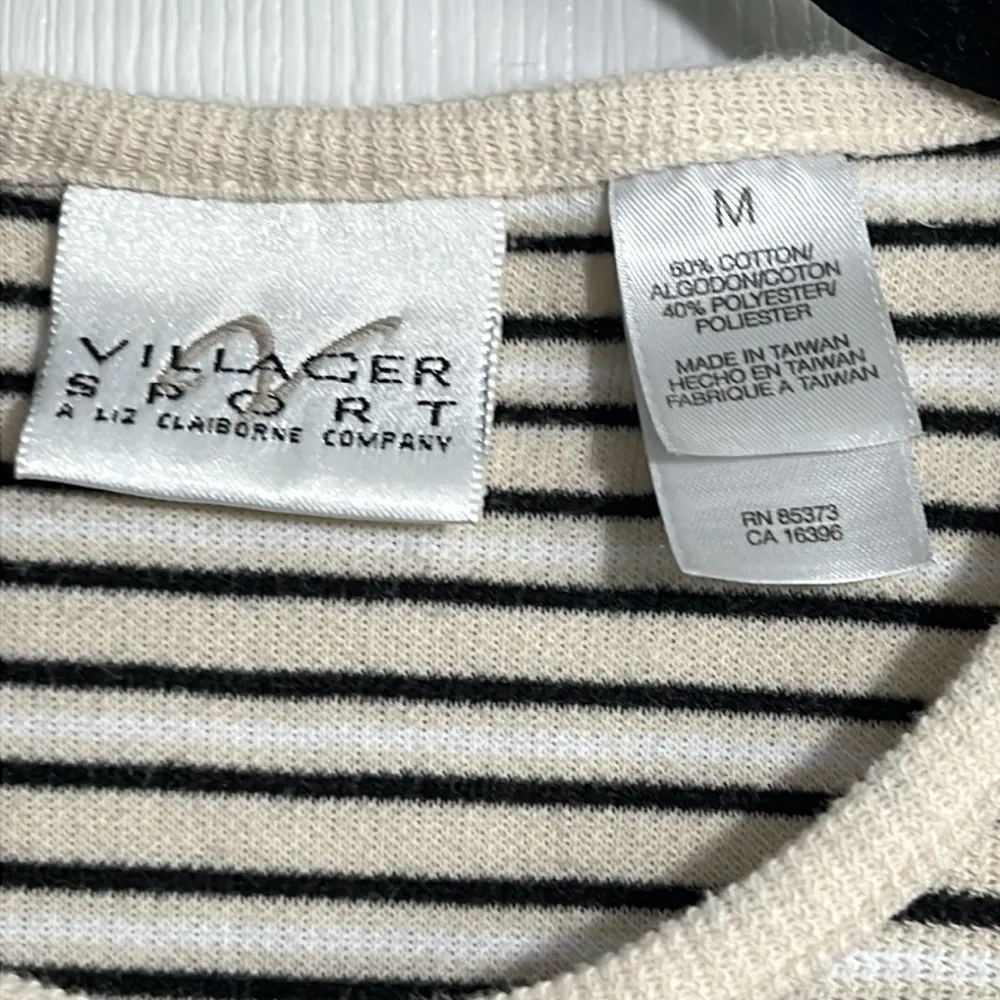 VILLAGER
SPORT
A LIZ CLAIBORNE COMPANY
M
60% COTTON/
ALGODON/COTON
40% POLYESTER/
POLIESTER
MADE IN TAIWAN
HECHO EN TAIWAN
FABRIQUE A TAIWAN
RN 85373
CA 16396